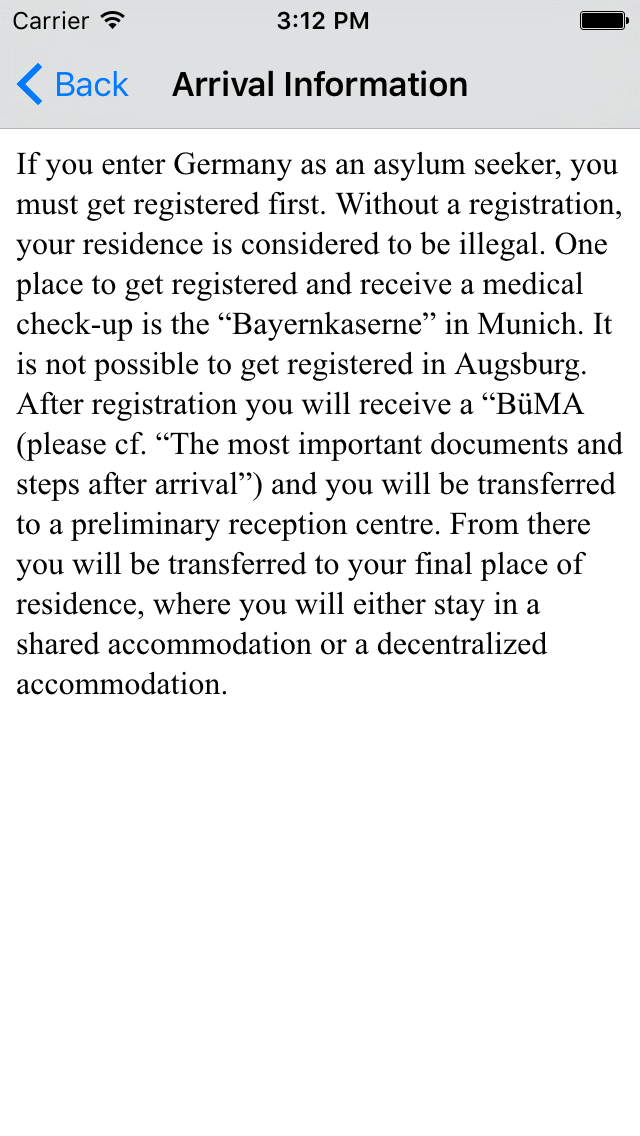 Carrier 3:12 PM
Back Arrival Information
If you enter Germany as an asylum seeker, you
must get registered first. Without a registration,
your residence is considered to be illegal. One
place to get registered and receive a medical
check-up is the “Bayernkaserne” in Munich. It
is not possible to get registered in Augsburg.
After registration you will receive a “BüMA
(please cf. “The most important documents and
steps after arrival”) and you will be transferred
to a preliminary reception centre. From there
you will be transferred to your final place of
residence, where you will either stay in a
shared accommodation or a decentralized
accommodation.